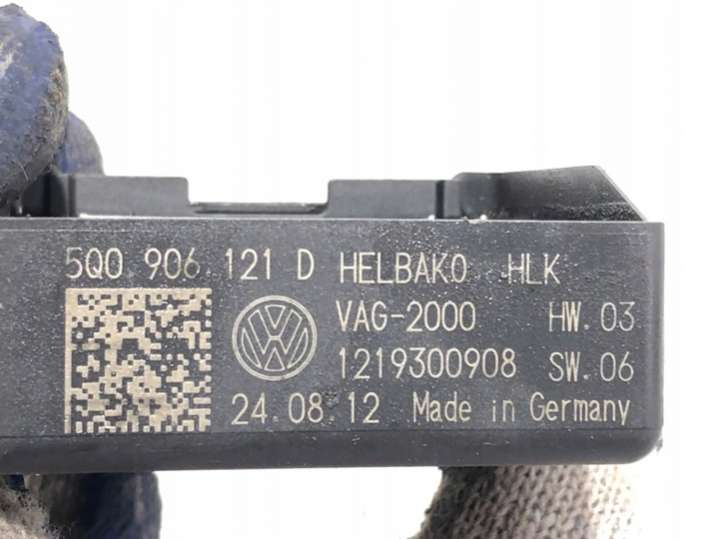 5Q0 906 121 D HELBAKO HLK
VAG-2000 HW.03
1219300908 SW.06
24.08.12 Made in Germany